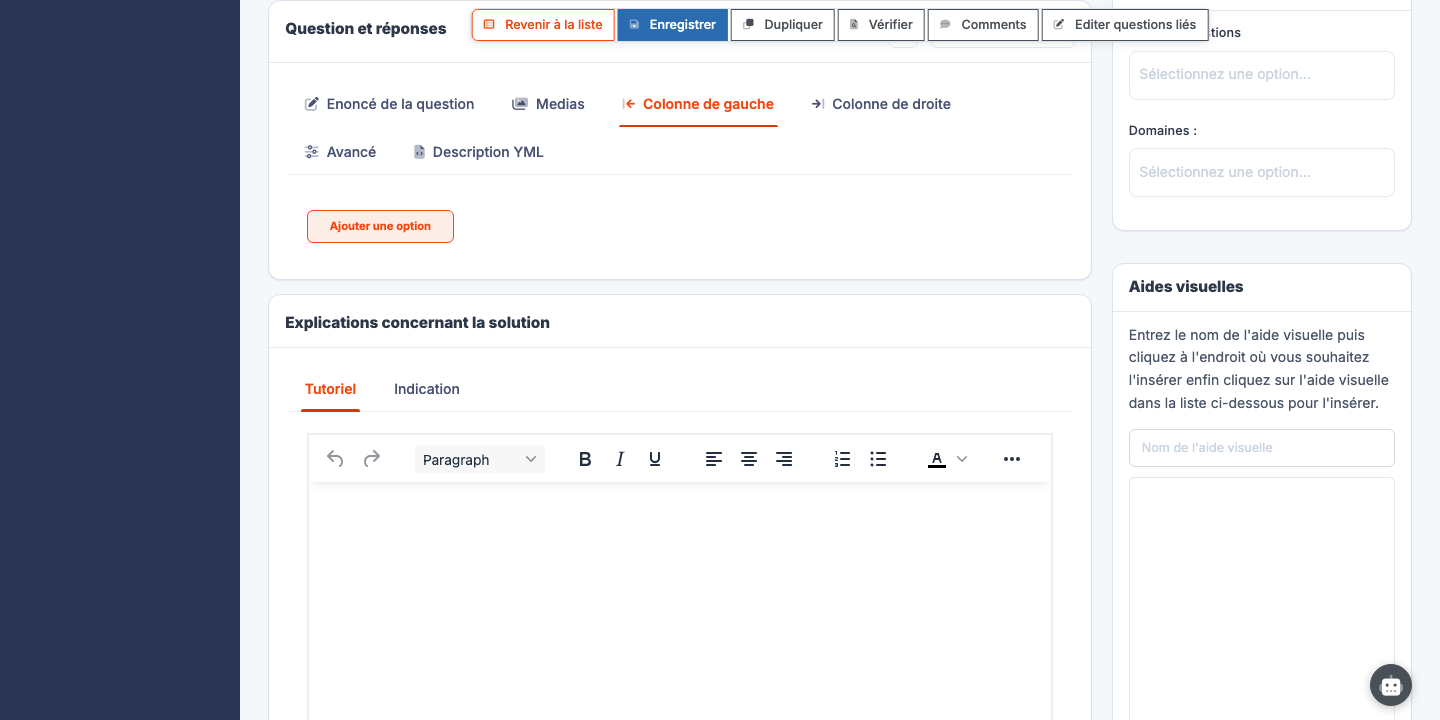 Question et réponses
Revenir à la liste
Enregistrer
Dupliquer
Vérifier
Comments
Editer questions liés
Enoncé de la question
Medias
Colonne de gauche
Colonne de droite
Avancé
Description YML
Ajouter une option
Explications concernant la solution
Tutoriel
Indication
Paragraph
B
I
U
A
Sélectionnez une option...
Domaines :
Sélectionnez une option...
Aides visuelles
Entrez le nom de l'aide visuelle puis
cliquez à l'endroit où vous souhaitez
l'insérer enfin cliquez sur l'aide visuelle
dans la liste ci-dessous pour l'insérer.
Nom de l'aide visuelle